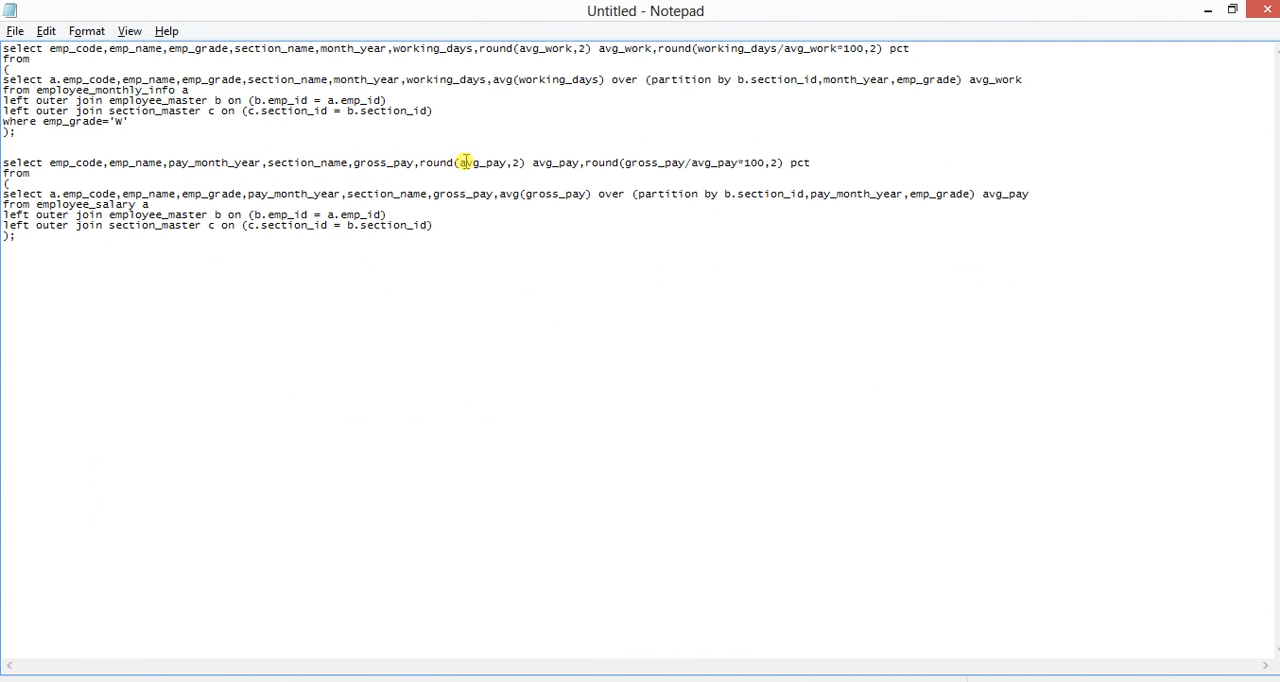 Untitled - Notepad
File Edit Format View Help
select emp_code,emp_name,emp_grade,section_name,month_year,working_days,round(avg_work,2) avg_work,round(working_days/avg_work*100,2) pct
from
(
select a.emp_code,emp_name,emp_grade,section_name,month_year,working_days,avg(working_days) over (partition by b.section_id,month_year,emp_grade) avg_work
from employee_monthly_info a
left outer join employee_master b on (b.emp_id = a.emp_id)
left outer join section_master c on (c.section_id = b.section_id)
where emp_grade='W'
);
select emp_code,emp_name,pay_month_year,section_name,gross_pay,round(avg_pay,2) avg_pay,round(gross_pay/avg_pay*100,2) pct
from
(
select a.emp_code,emp_name,emp_grade,pay_month_year,section_name,gross_pay,avg(gross_pay) over (partition by b.section_id,pay_month_year,emp_grade) avg_pay
from employee_salary a
left outer join employee_master b on (b.emp_id = a.emp_id)
left outer join section_master c on (c.section_id = b.section_id)
);